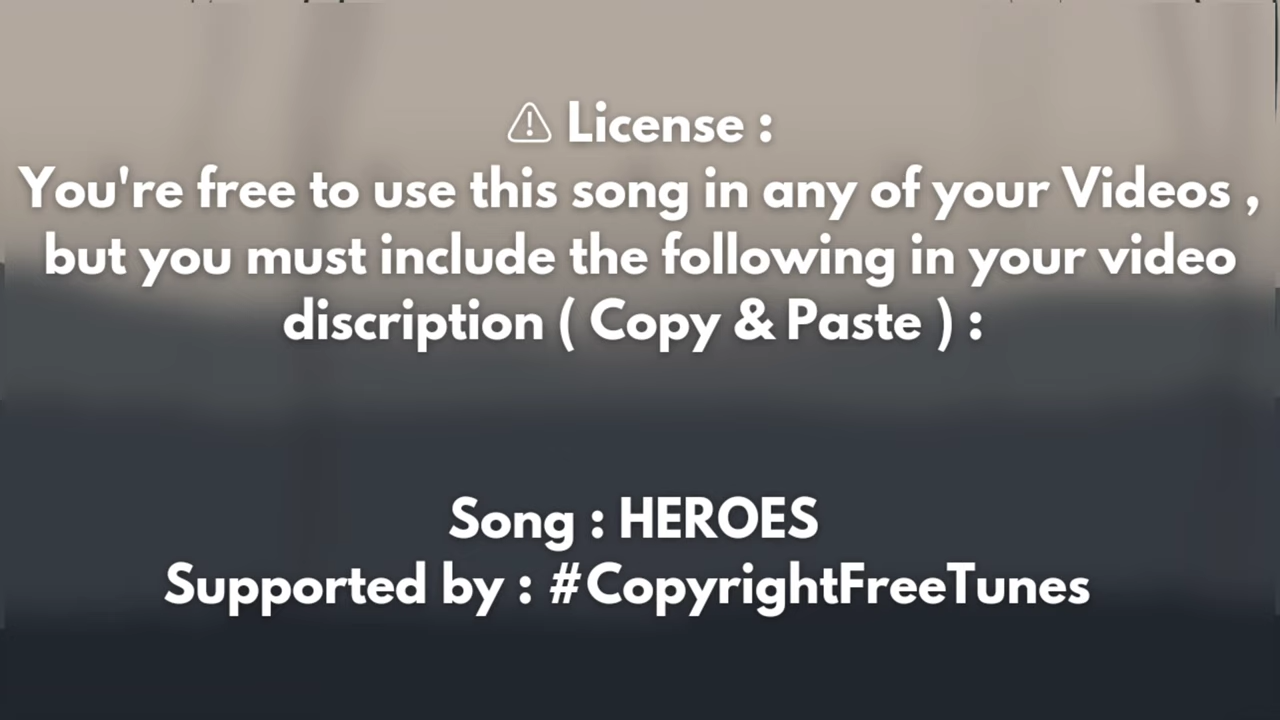 ⚠ License :
You're free to use this song in any of your Videos ,
but you must include the following in your video
discription ( Copy & Paste ) :
Song : HEROES
Supported by : #CopyrightFreeTunes